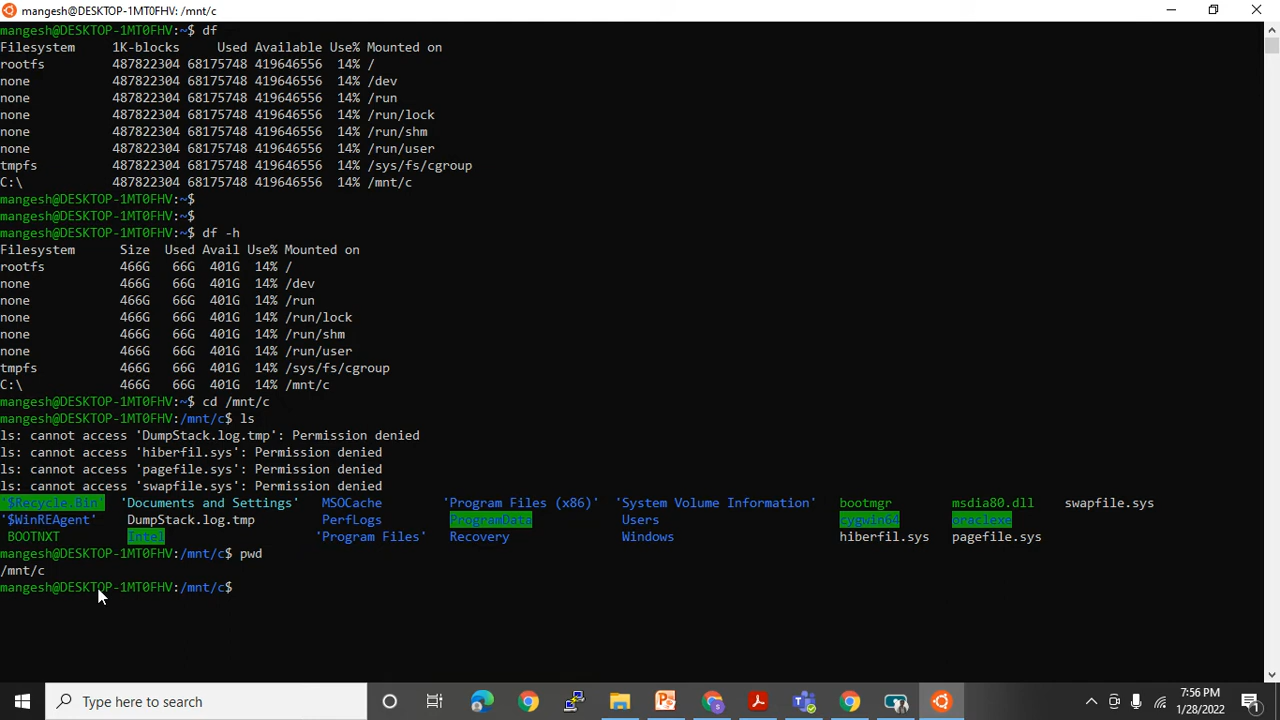 mangesh@DESKTOP-1MT0FHV: /mnt/c
mangesh@DESKTOP-1MT0FHV:~$ df
Filesystem     1K-blocks     Used Available Use% Mounted on
rootfs         487822304 68175748 419646556  14% /
none           487822304 68175748 419646556  14% /dev
none           487822304 68175748 419646556  14% /run
none           487822304 68175748 419646556  14% /run/lock
none           487822304 68175748 419646556  14% /run/shm
none           487822304 68175748 419646556  14% /run/user
tmpfs          487822304 68175748 419646556  14% /sys/fs/cgroup
C:\            487822304 68175748 419646556  14% /mnt/c
mangesh@DESKTOP-1MT0FHV:~$
mangesh@DESKTOP-1MT0FHV:~$
mangesh@DESKTOP-1MT0FHV:~$ df -h
Filesystem      Size  Used Avail Use% Mounted on
rootfs          466G   66G  401G  14% /
none            466G   66G  401G  14% /dev
none            466G   66G  401G  14% /run
none            466G   66G  401G  14% /run/lock
none            466G   66G  401G  14% /run/shm
none            466G   66G  401G  14% /run/user
tmpfs           466G   66G  401G  14% /sys/fs/cgroup
C:\             466G   66G  401G  14% /mnt/c
mangesh@DESKTOP-1MT0FHV:~$ cd /mnt/c
mangesh@DESKTOP-1MT0FHV:/mnt/c$ ls
ls: cannot access 'DumpStack.log.tmp': Permission denied
ls: cannot access 'hiberfil.sys': Permission denied
ls: cannot access 'pagefile.sys': Permission denied
ls: cannot access 'swapfile.sys': Permission denied
'$Recycle.Bin'  'Documents and Settings'   MSOCache        'Program Files (x86)'  'System Volume Information'   bootmgr        msdia80.dll    swapfile.sys
'$WinREAgent'    DumpStack.log.tmp         PerfLogs         ProgramData            Users                        cygwin64       oraclexe
 BOOTNXT         Intel                    'Program Files'   Recovery               Windows                      hiberfil.sys   pagefile.sys
mangesh@DESKTOP-1MT0FHV:/mnt/c$ pwd
/mnt/c
mangesh@DESKTOP-1MT0FHV:/mnt/c$
Type here to search
7:56 PM
1/28/2022
1